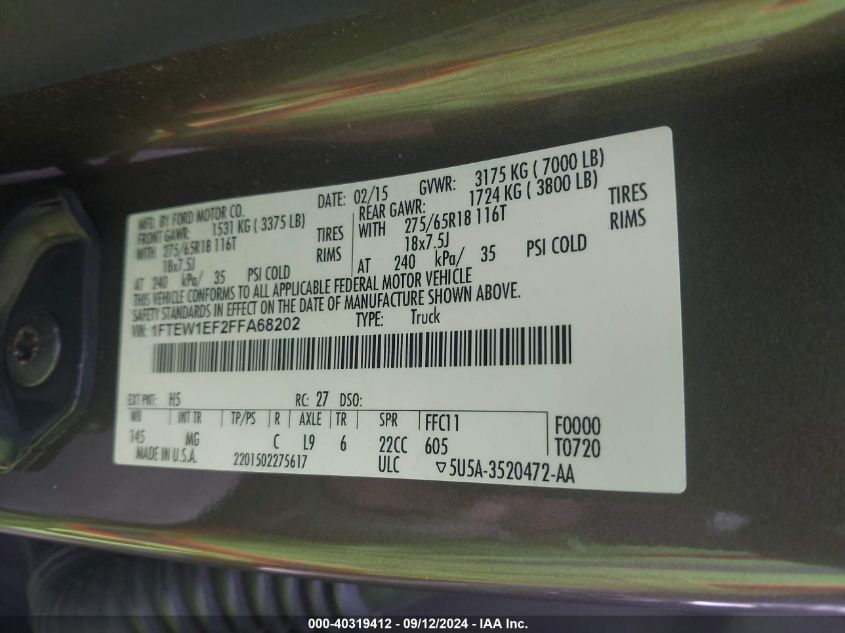 MFD. BY FORD MOTOR CO.
DATE: 02/15 GVWR: 3175 KG ( 7000 LB)
FRONT GAWR: 1531 KG ( 3375 LB) REAR GAWR: 1724 KG ( 3800 LB)
WITH 275/65R18 116T TIRES WITH 275/65R18 116T TIRES
18x7.5J RIMS 18x7.5J RIMS
AT 240 kPa/ 35 PSI COLD AT 240 kPa/ 35 PSI COLD
THIS VEHICLE CONFORMS TO ALL APPLICABLE FEDERAL MOTOR VEHICLE
SAFETY STANDARDS IN EFFECT ON THE DATE OF MANUFACTURE SHOWN ABOVE.
VIN: 1FTEW1EF2FFA68202 TYPE: Truck
EXT PNT: H5 RC: 27 DSO:
WB INT TR TP/PS R AXLE TR SPR FFC11 F0000
145 MG C L9 6 22CC 605 T0720
MADE IN U.S.A. 2201502275617 ULC ▽5U5A-3520472-AA
000-40319412 - 09/12/2024 - IAA Inc.